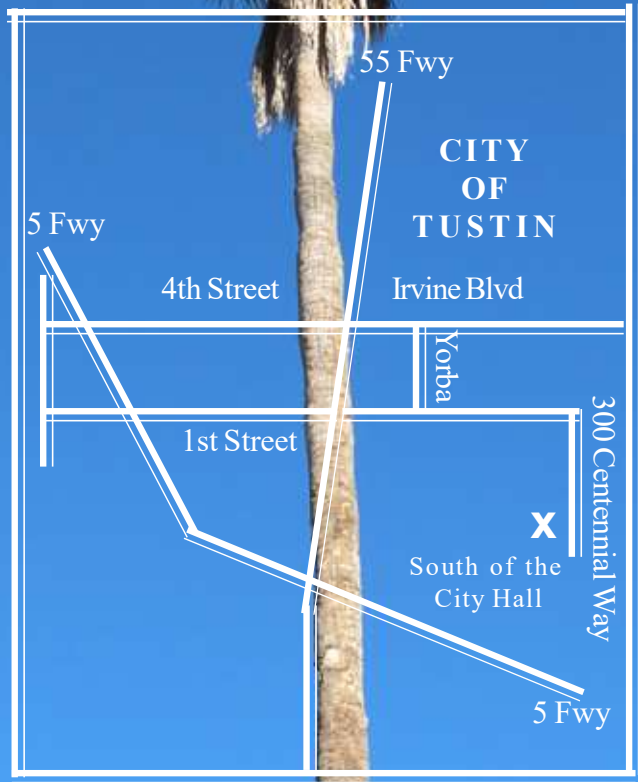 55 Fwy
CITY
OF
TUSTIN
5 Fwy
4th Street
Irvine Blvd
Yorba
1st Street
300 Centennial Way
X
South of the
City Hall
5 Fwy